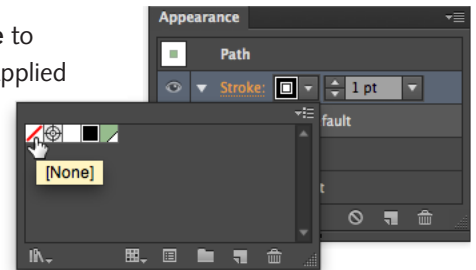 e to
pplied
Appearance
Path
Stroke:
1 pt
fault
[None]
t